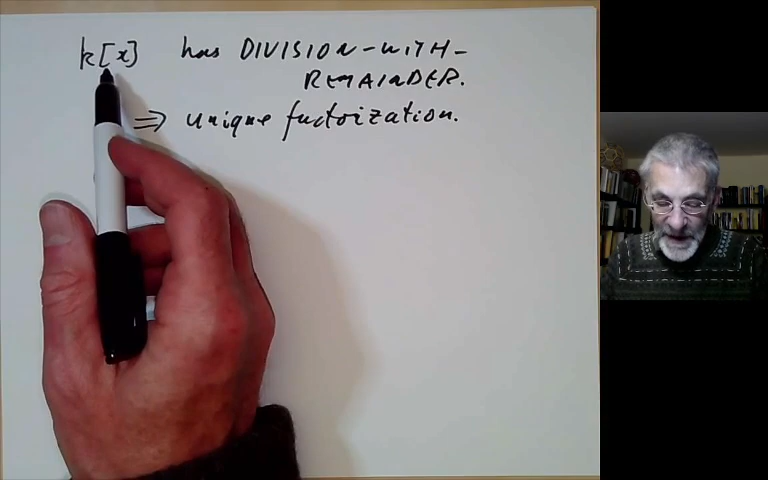 k[x] has DIVISION-WITH-
REMAINDER.
⇒ unique factorization.